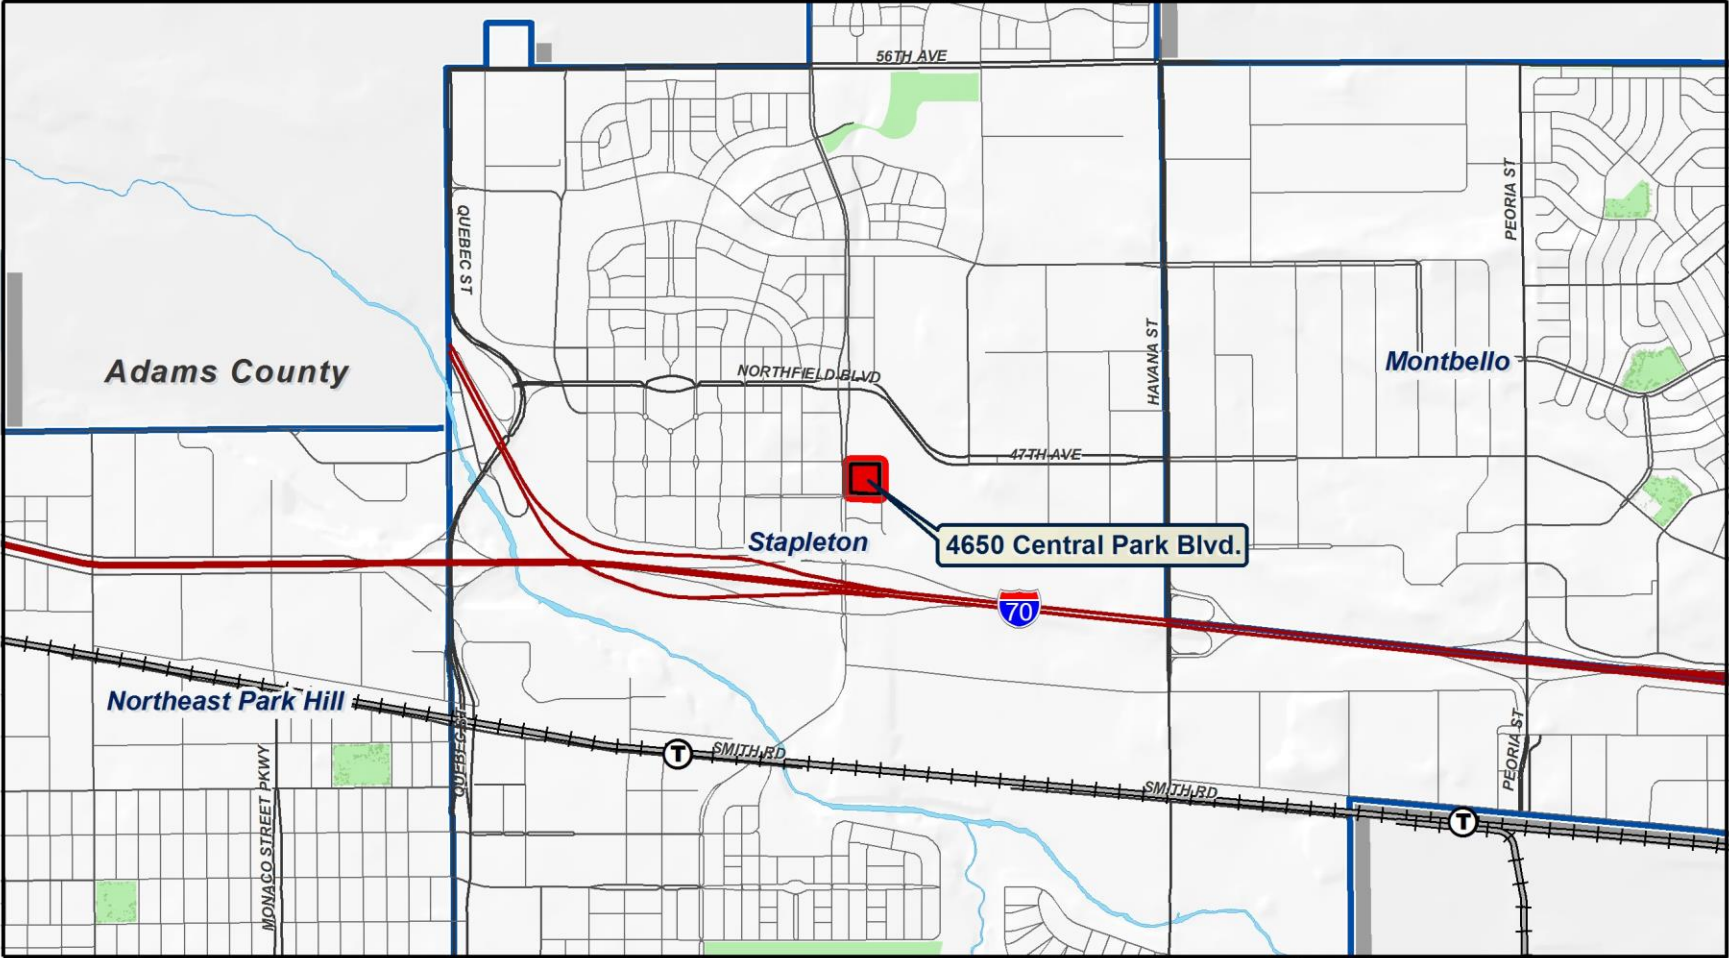 56TH AVE
PEORIA ST
QUEBEC ST
HAVANA ST
Adams County
NORTHFIELD BLVD
Montbello
47TH AVE
Stapleton
4650 Central Park Blvd.
70
Northeast Park Hill
QUEBEC ST
PEORIA ST
T
SMITH RD
MONACO STREET PKWY
SMITH RD
T